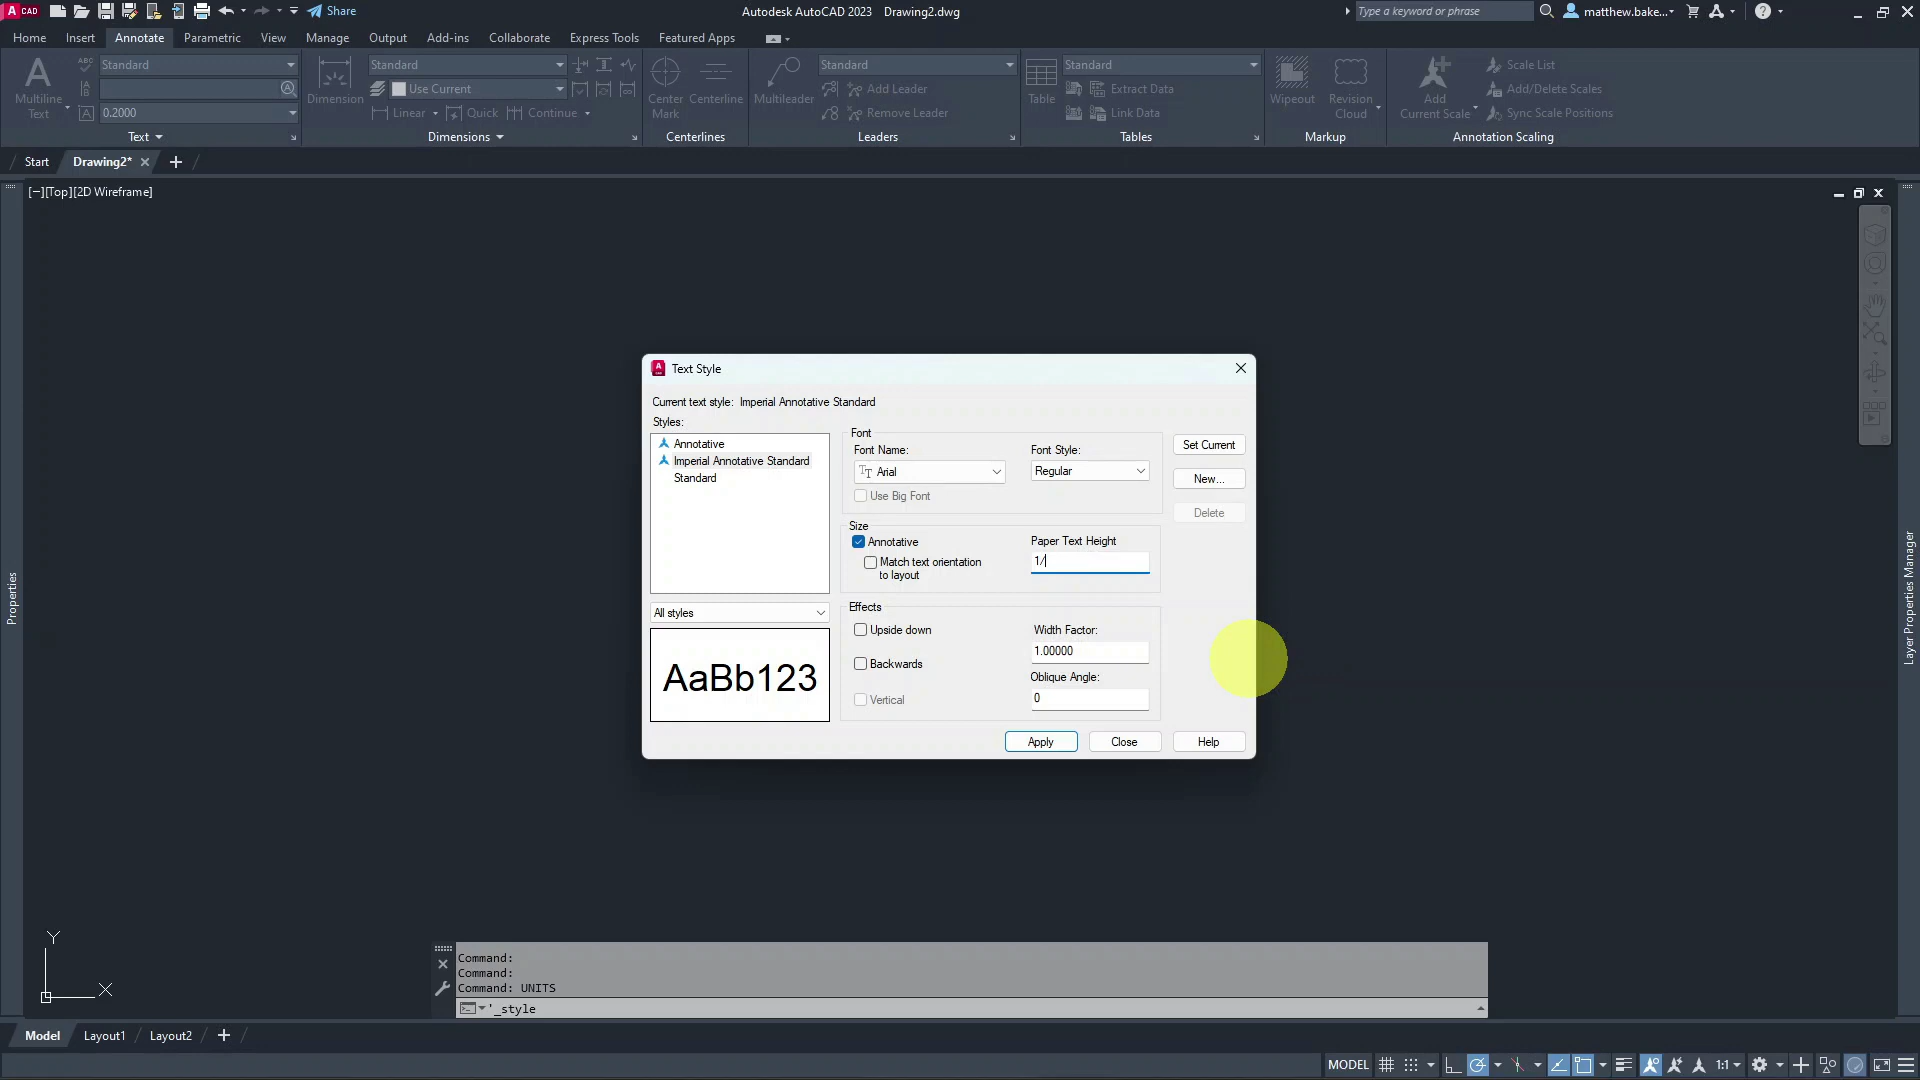 A CAD Share Autodesk AutoCAD 2023 Drawing2.dwg Type a keyword or phrase matthew.bake...
Home Insert Annotate Parametric View Manage Output Add-ins Collaborate Express Tools Featured Apps
Multiline Text
ABC Standard
0.2000
Text
Dimension
Standard
Use Current
Linear Quick Continue
Dimensions
Center Mark Centerline
Centerlines
Multileader
Standard
Add Leader
Remove Leader
Leaders
Table
Standard
Extract Data
Link Data
Tables
Wipeout Revision Cloud
Markup
Add Current Scale
Scale List
Add/Delete Scales
Sync Scale Positions
Annotation Scaling
Start Drawing2*
[−][Top][2D Wireframe]
Properties
Layer Properties Manager
Text Style
Current text style: Imperial Annotative Standard
Styles:
Annotative
Imperial Annotative Standard
Standard
All styles
AaBb123
Font
Font Name: Font Style:
Arial Regular
Use Big Font
Size
Annotative
Match text orientation
to layout
Paper Text Height
1/
Effects
Upside down
Backwards
Vertical
Width Factor:
1.00000
Oblique Angle:
0
Set Current
New...
Delete
Apply Close Help
Y
X
Command:
Command:
Command: UNITS
'_style
Model Layout1 Layout2
MODEL 1:1